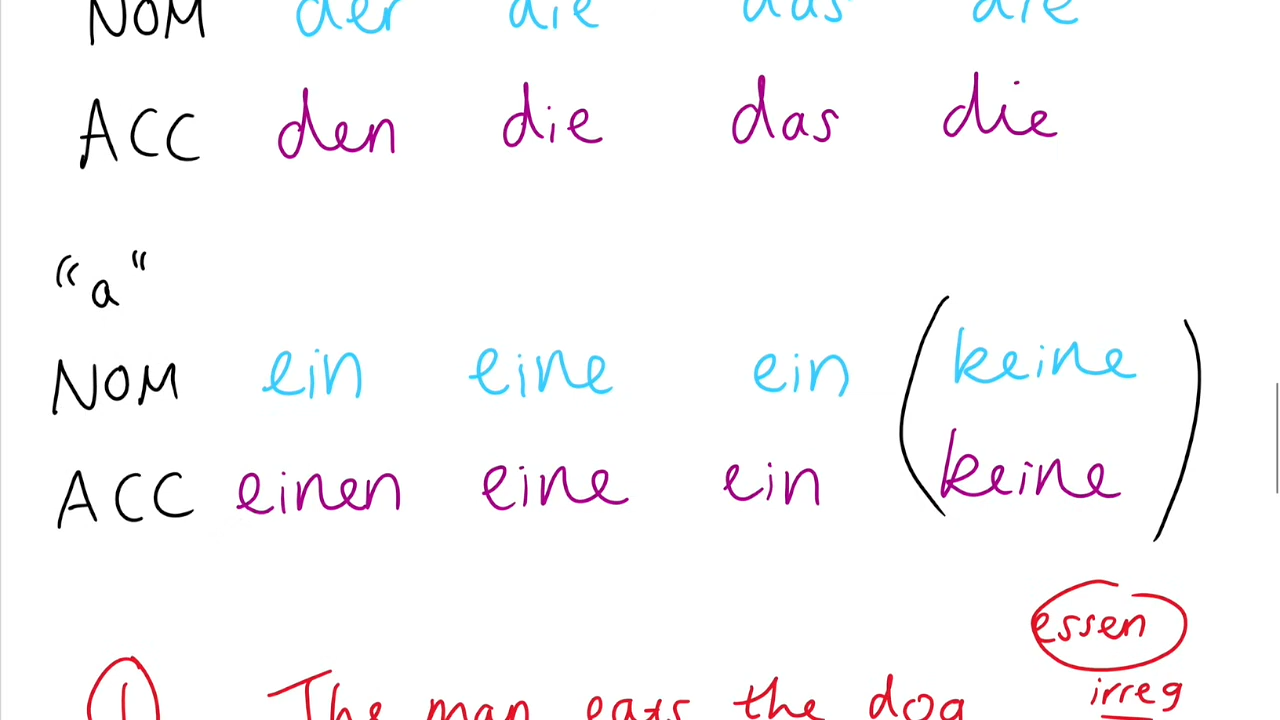 NOM der die das die
ACC den die das die
“a“
NOM ein eine ein (keine
ACC einen eine ein keine)
essen
irreg
1 The man eats the dog